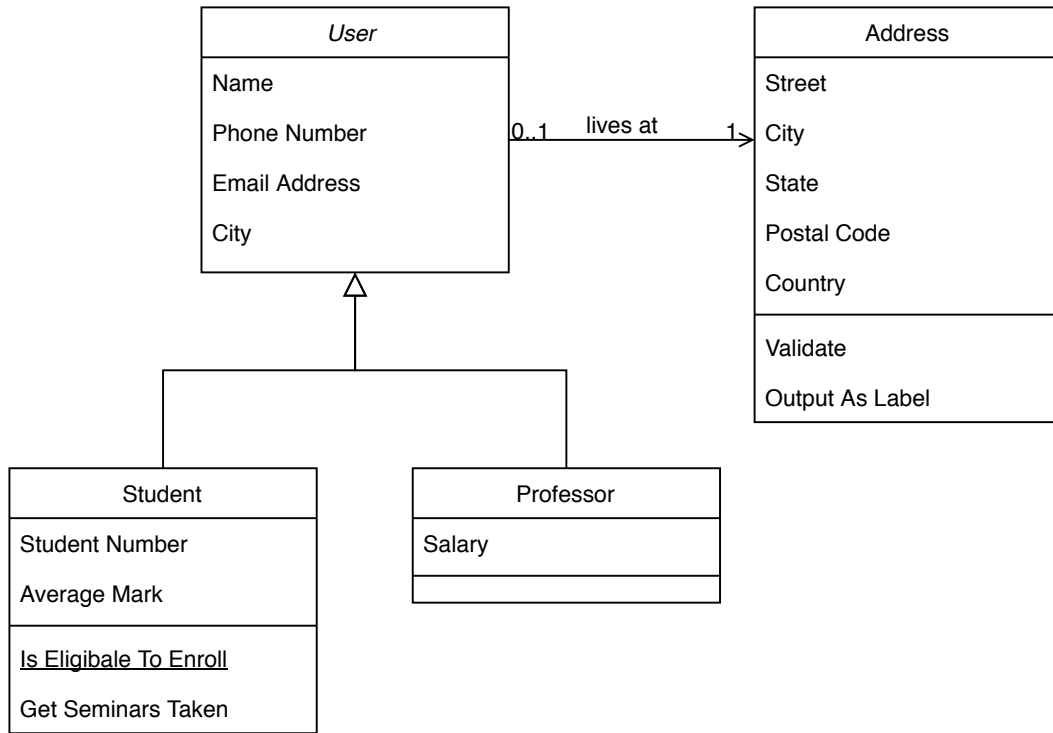 User
Name
Phone Number
Email Address
City
0..1
lives at
1
Address
Street
City
State
Postal Code
Country
Validate
Output As Label
Student
Student Number
Average Mark
Is Eligibale To Enroll
Get Seminars Taken
Professor
Salary